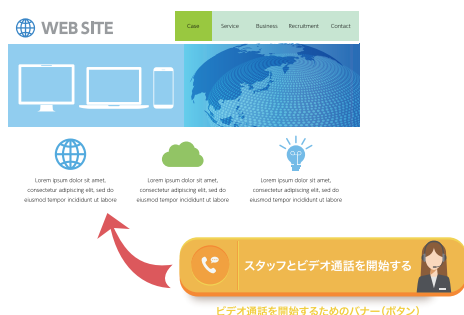 WEB SITE
Case Service Business Recruitment Contact
Lorem ipsum dolor sit amet,
consectetur adipiscing elit, sed do
eiusmod tempor incididunt ut labore
Lorem ipsum dolor sit amet,
consectetur adipiscing elit, sed do
eiusmod tempor incididunt ut labore
Lorem ipsum dolor sit amet,
consectetur adipiscing elit, sed do
eiusmod tempor incididunt ut labore
スタッフとビデオ通話を開始する
ビデオ通話を開始するためのバナー(ボタン)